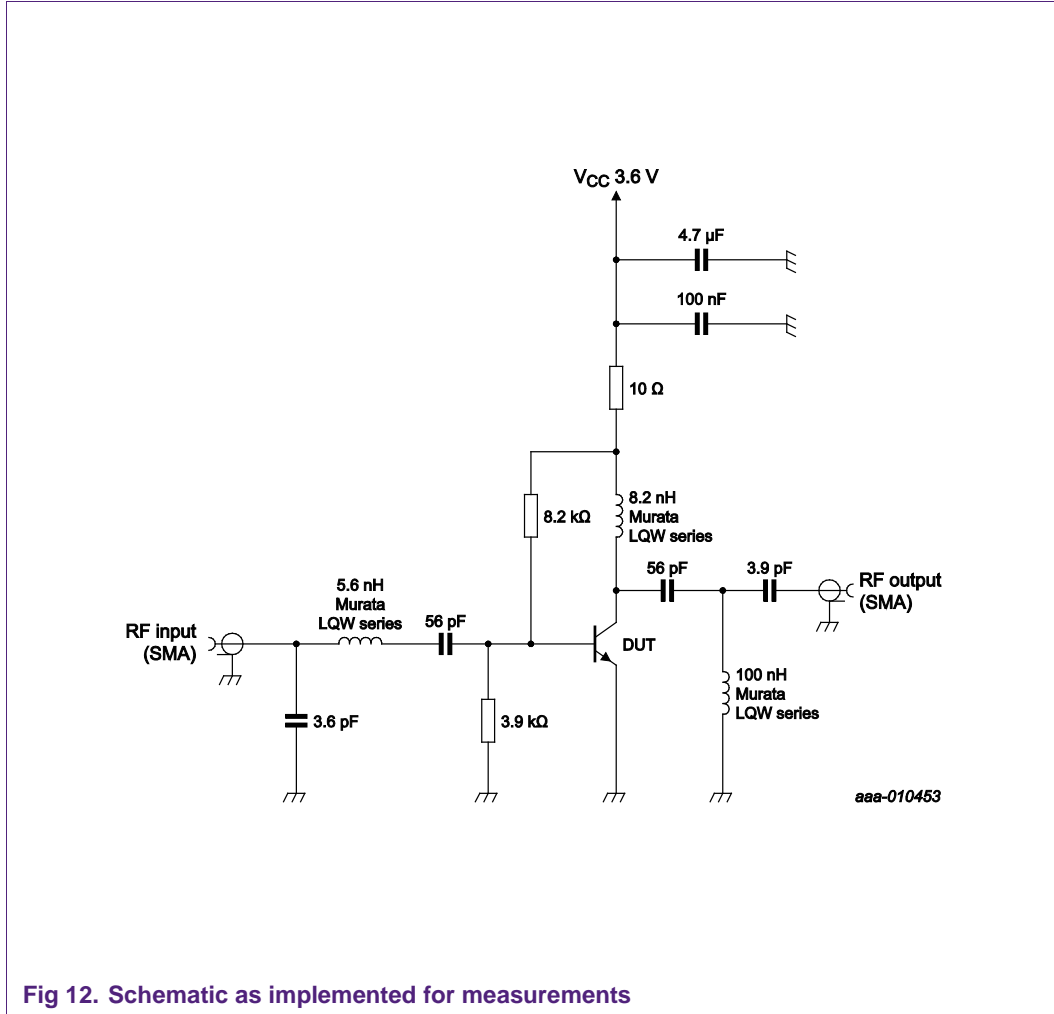 VCC 3.6 V
4.7 µF
100 nF
10 Ω
8.2 kΩ
8.2 nH
Murata
LQW series
5.6 nH
Murata
LQW series
56 pF
56 pF
3.9 pF
RF output
(SMA)
RF input
(SMA)
DUT
3.6 pF
3.9 kΩ
100 nH
Murata
LQW series
aaa-010453
Fig 12. Schematic as implemented for measurements